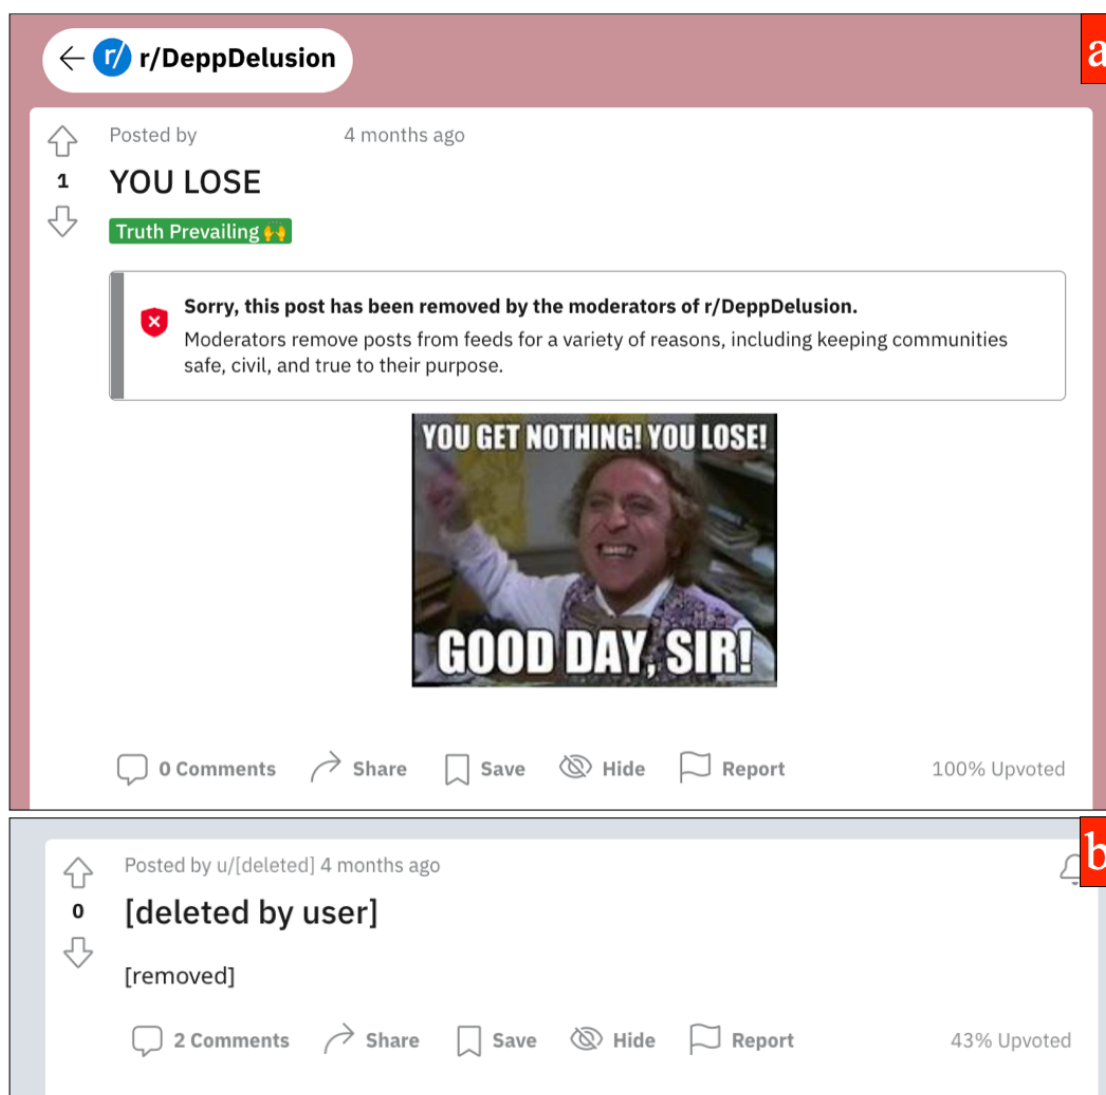 a
r/ r/DeppDelusion
Posted by 4 months ago
1
YOU LOSE
Truth Prevailing 🙌
Sorry, this post has been removed by the moderators of r/DeppDelusion.
Moderators remove posts from feeds for a variety of reasons, including keeping communities
safe, civil, and true to their purpose.
YOU GET NOTHING! YOU LOSE!
GOOD DAY, SIR!
0 Comments Share Save Hide Report 100% Upvoted
b
Posted by u/[deleted] 4 months ago
0
[deleted by user]
[removed]
2 Comments Share Save Hide Report 43% Upvoted